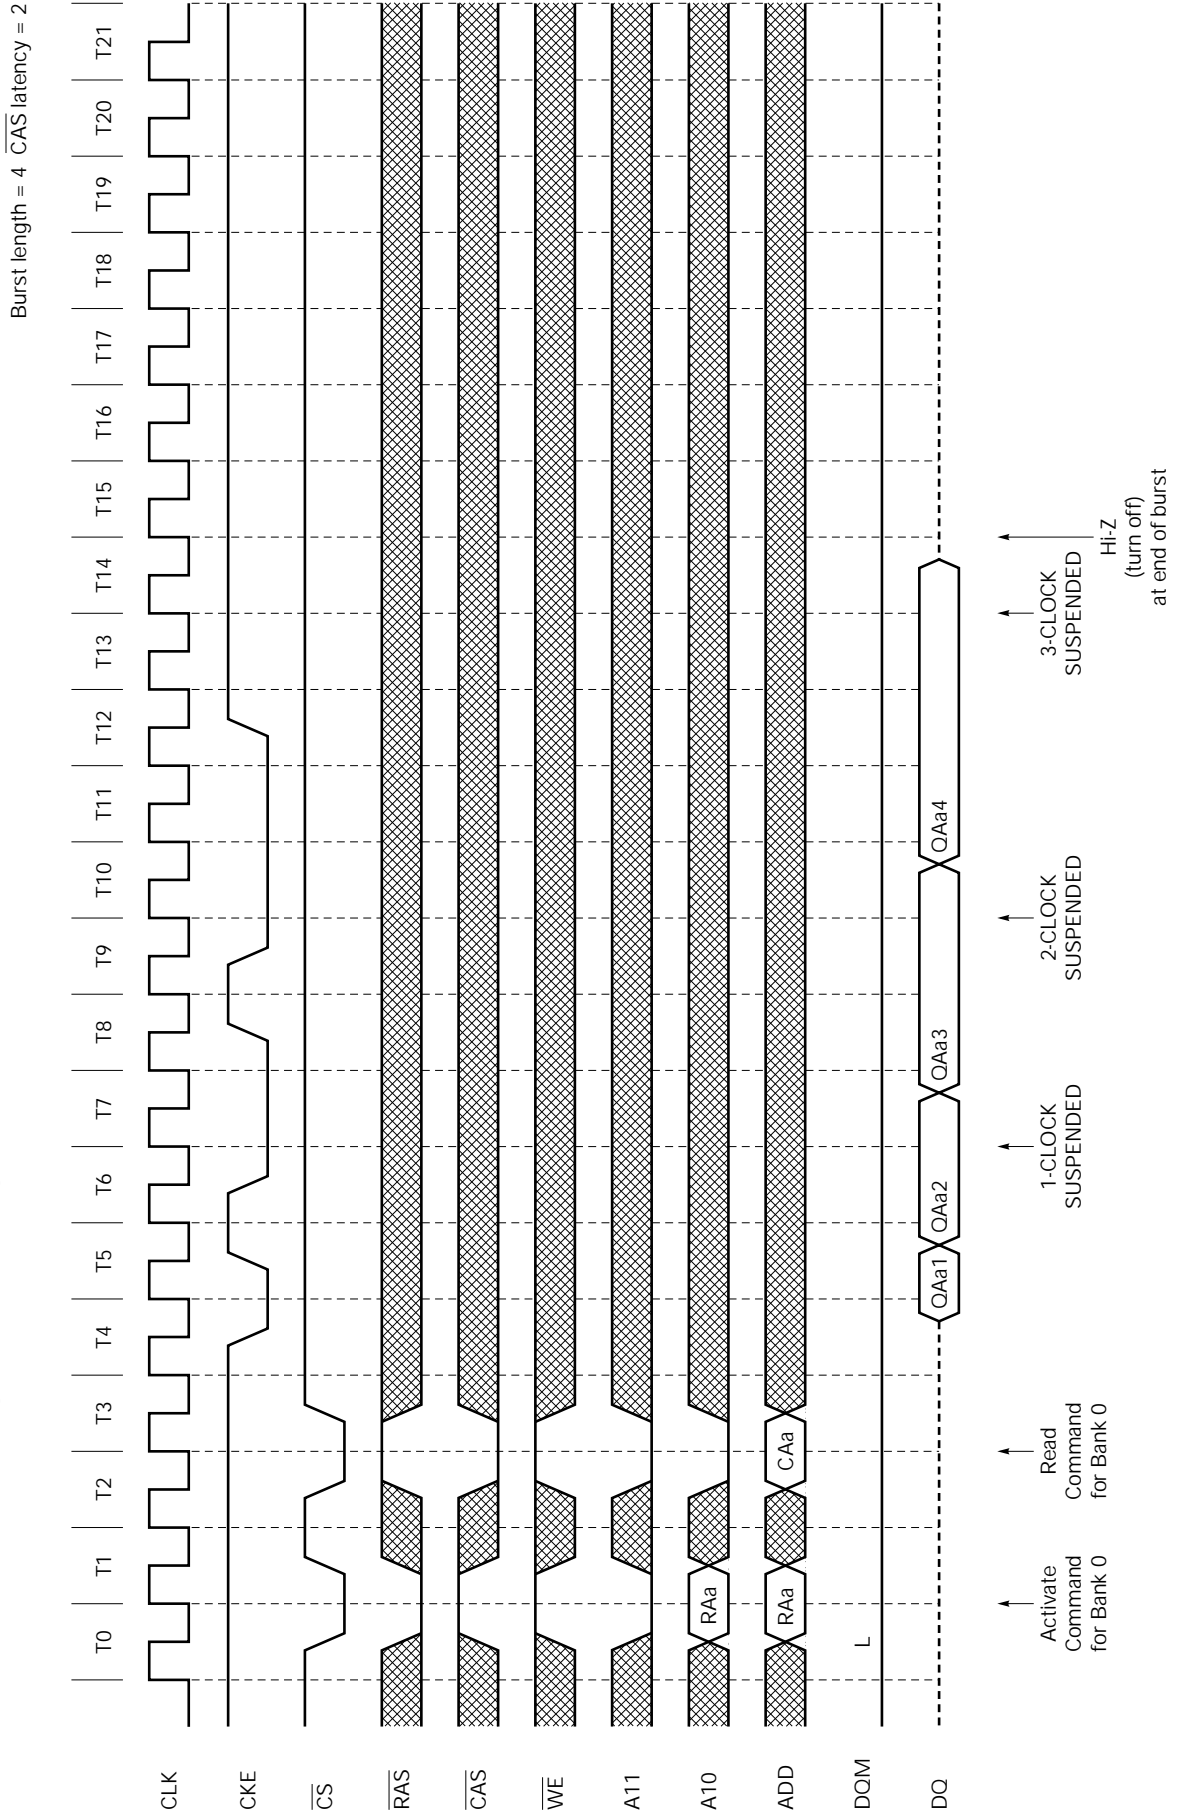 Burst length = 4 CAS latency = 2
T0 T1 T2 T3 T4 T5 T6 T7 T8 T9 T10 T11 T12 T13 T14 T15 T16 T17 T18 T19 T20 T21
CLK
CKE
CS
RAS
CAS
WE
A11
A10 RAa
ADD RAa CAa
DQM L
DQ QAa1 QAa2 QAa3 QAa4
Activate
Command
for Bank 0
Read
Command
for Bank 0
1-CLOCK
SUSPENDED
2-CLOCK
SUSPENDED
3-CLOCK
SUSPENDED
Hi-Z
(turn off)
at end of burst